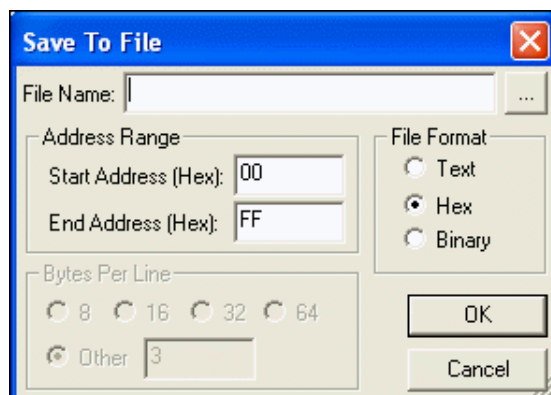 Save To File
File Name:
...
Address Range
Start Address (Hex): 00
End Address (Hex): FF
File Format
Text
Hex
Binary
Bytes Per Line
8 16 32 64
Other 3
OK
Cancel